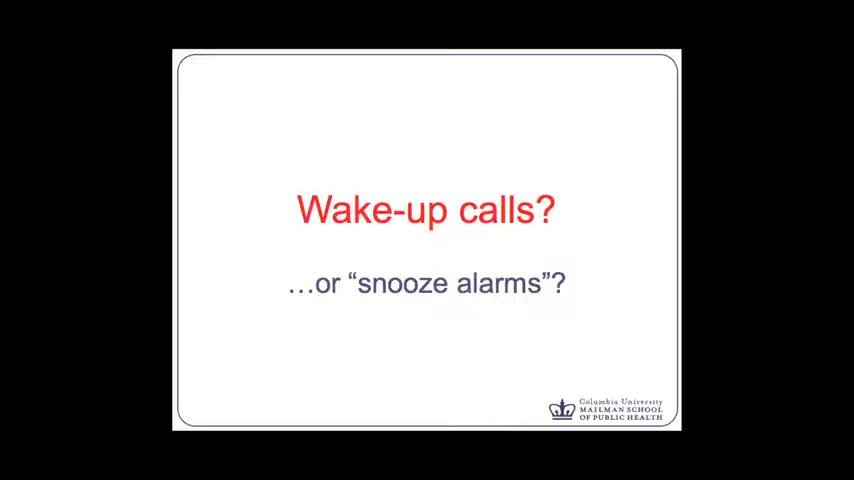 Wake-up calls?
…or “snooze alarms”?
Columbia University
MAILMAN SCHOOL
OF PUBLIC HEALTH